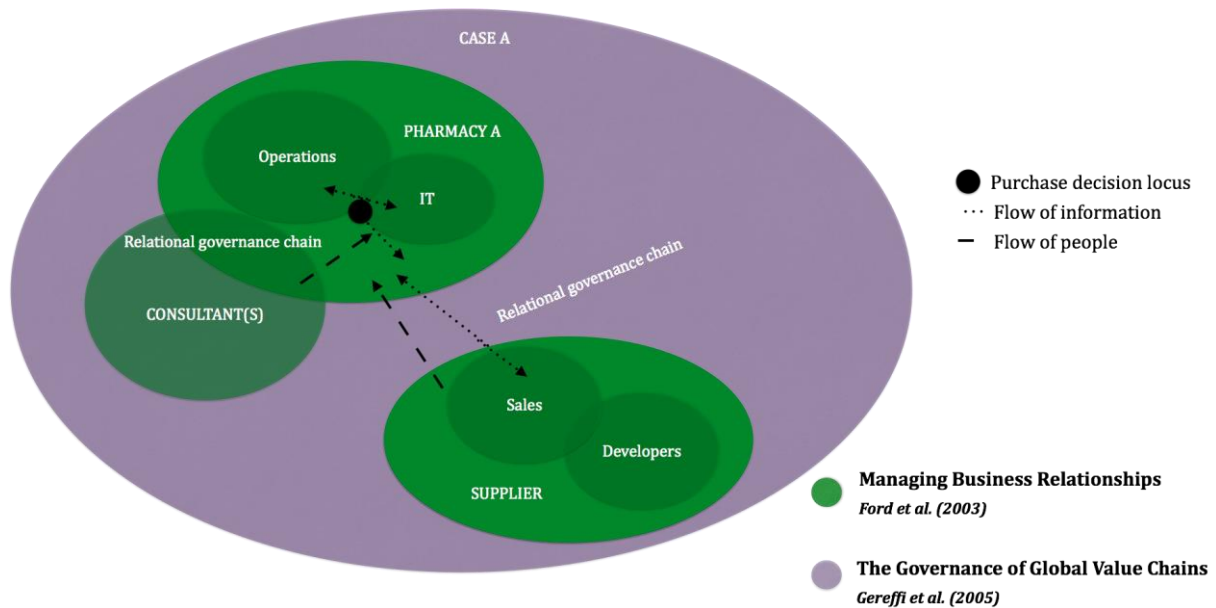 CASE A
PHARMACY A
Operations
IT
Relational governance chain
CONSULTANT(S)
Relational governance chain
Sales
Developers
SUPPLIER
Purchase decision locus
Flow of information
Flow of people
Managing Business Relationships
Ford et al. (2003)
The Governance of Global Value Chains
Gereffi et al. (2005)